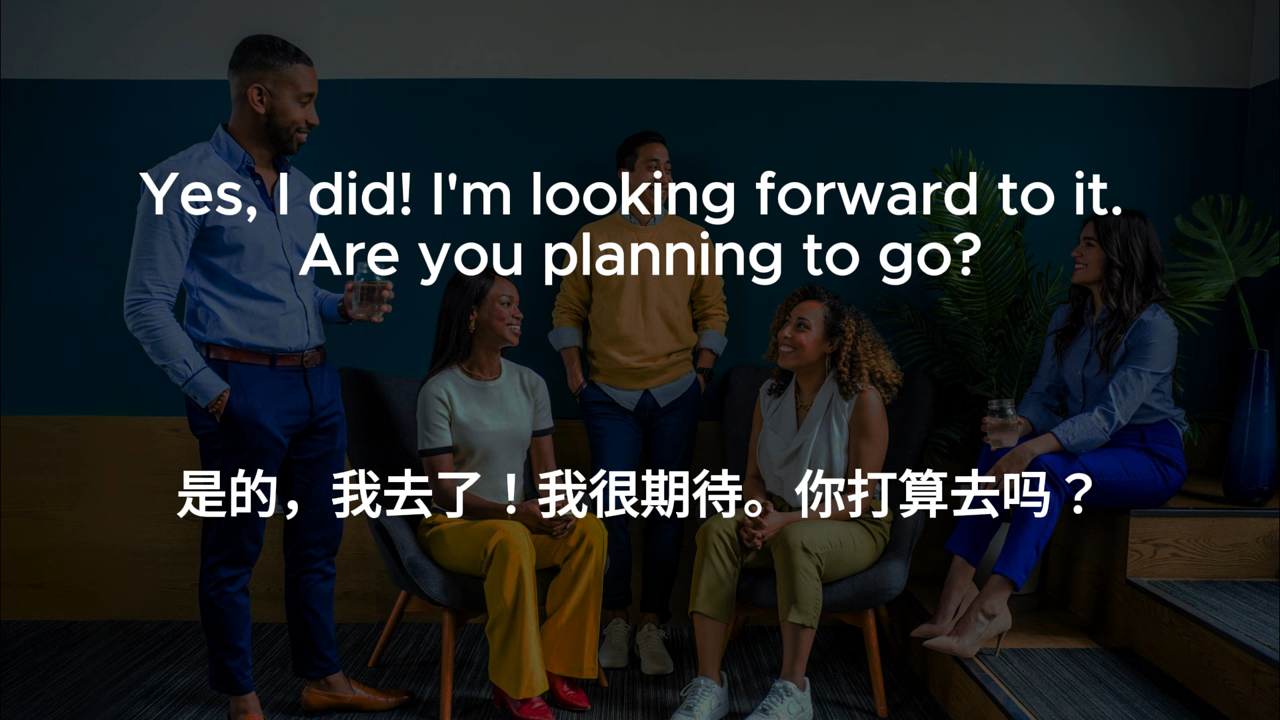 Yes, I did! I'm looking forward to it.
Are you planning to go?
是的，我去了！我很期待。你打算去吗？